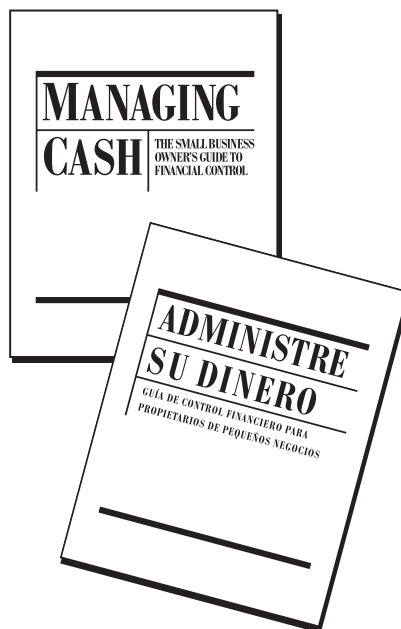 MANAGING
CASH
THE SMALL BUSINESS
OWNER'S GUIDE TO
FINANCIAL CONTROL
ADMINISTRE
SU DINERO
GUÍA DE CONTROL FINANCIERO PARA
PROPIETARIOS DE PEQUEÑOS NEGOCIOS